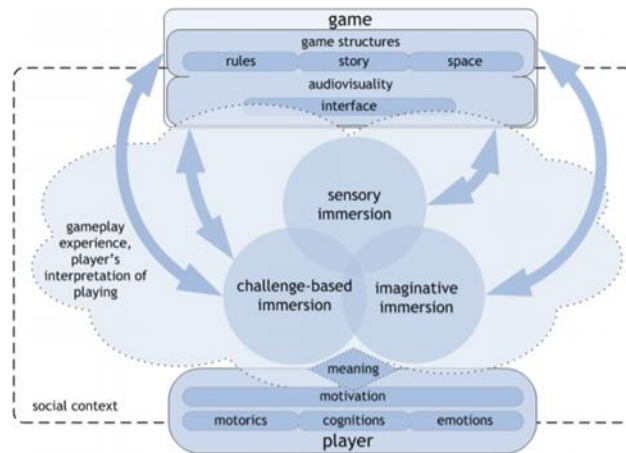 game
game structures
rules story space
audiovisuality
interface
sensory
immersion
gameplay
experience,
player's
interpretation of
playing
challenge-based
immersion
imaginative
immersion
meaning
motivation
social context
motorics cognitions emotions
player